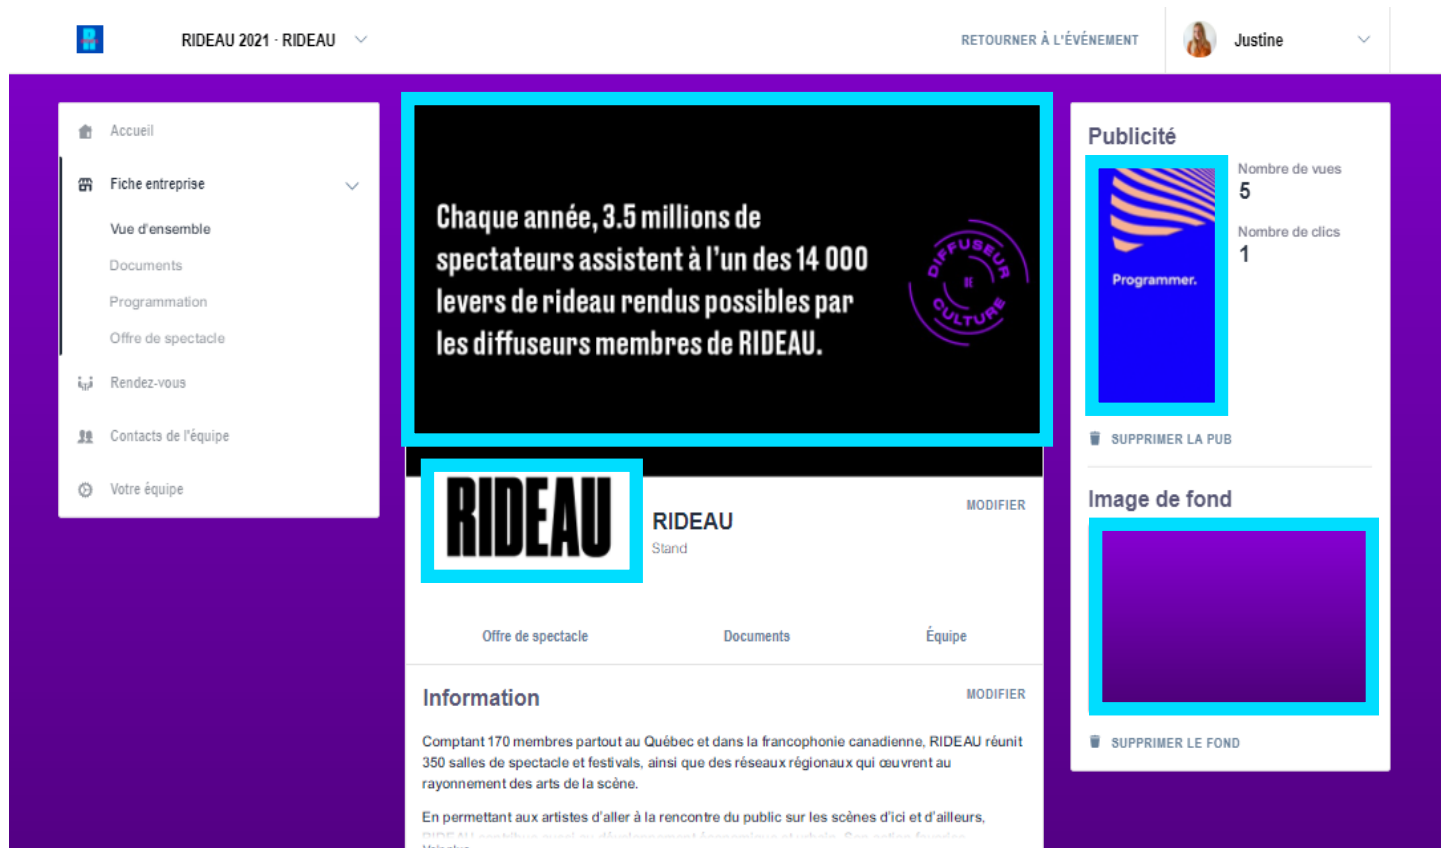 RIDEAU 2021 · RIDEAU
RETOURNER À L'ÉVÉNEMENT
Justine
Accueil
Fiche entreprise
Vue d'ensemble
Documents
Programmation
Offre de spectacle
Rendez-vous
Contacts de l'équipe
Votre équipe
Chaque année, 3.5 millions de
spectateurs assistent à l'un des 14 000
levers de rideau rendus possibles par
les diffuseurs membres de RIDEAU.
DIFFUSEUR
DE
CULTURE
RIDEAU
RIDEAU
Stand
MODIFIER
Offre de spectacle
Documents
Équipe
Information
MODIFIER
Comptant 170 membres partout au Québec et dans la francophonie canadienne, RIDEAU réunit
350 salles de spectacle et festivals, ainsi que des réseaux régionaux qui œuvrent au
rayonnement des arts de la scène.
En permettant aux artistes d'aller à la rencontre du public sur les scènes d'ici et d'ailleurs,
Publicité
Programmer.
Nombre de vues
5
Nombre de clics
1
SUPPRIMER LA PUB
Image de fond
SUPPRIMER LE FOND